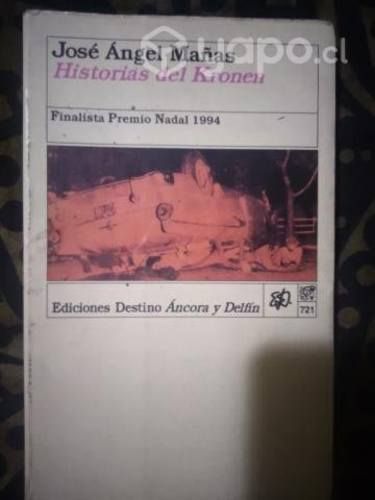 José Ángel Mañas
yapo.cl
Historias del Kronen
Finalista Premio Nadal 1994
Ediciones Destino Áncora y Delfín
721